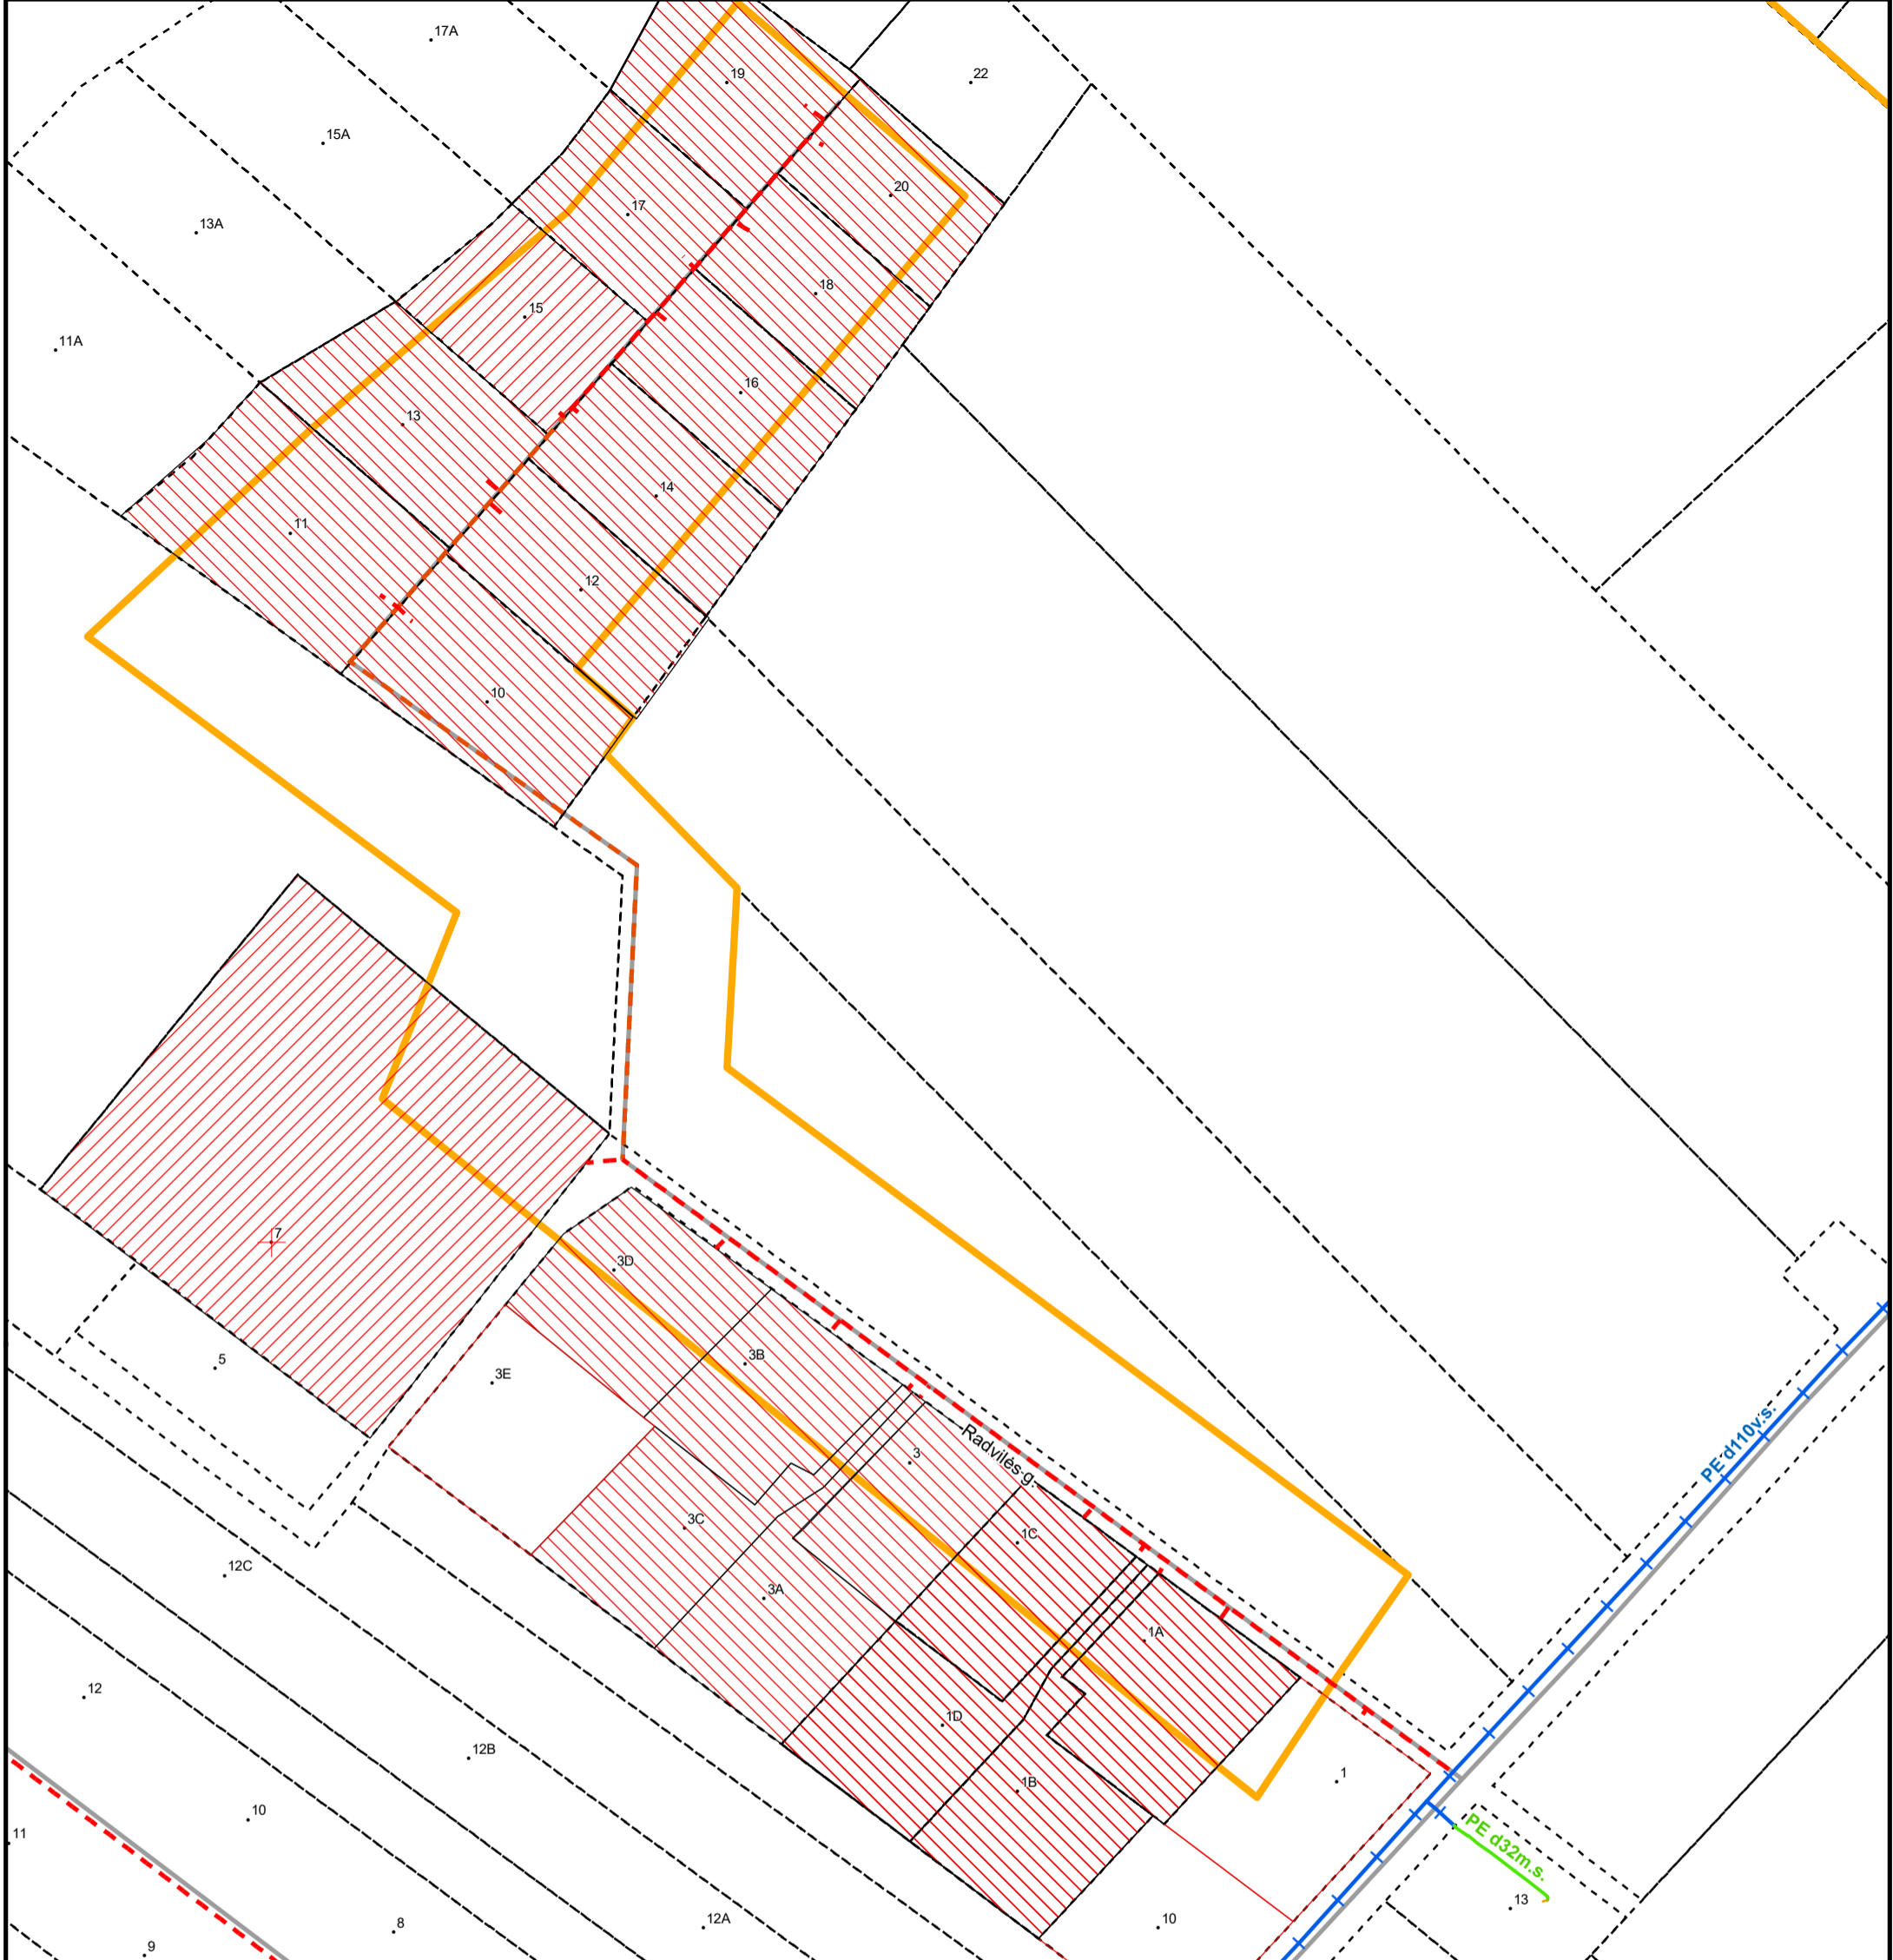 17A
19
22
15A
20
13A
17
18
15
11A
16
13
14
11
12
10
7
3D
5
3B
3E
Radvilės g.
PE d110v.s.
3
3C
1C
12C
3A
1A
12
1D
12B
1
1B
10
PE d32m.s.
11
13
12A
10
8
9